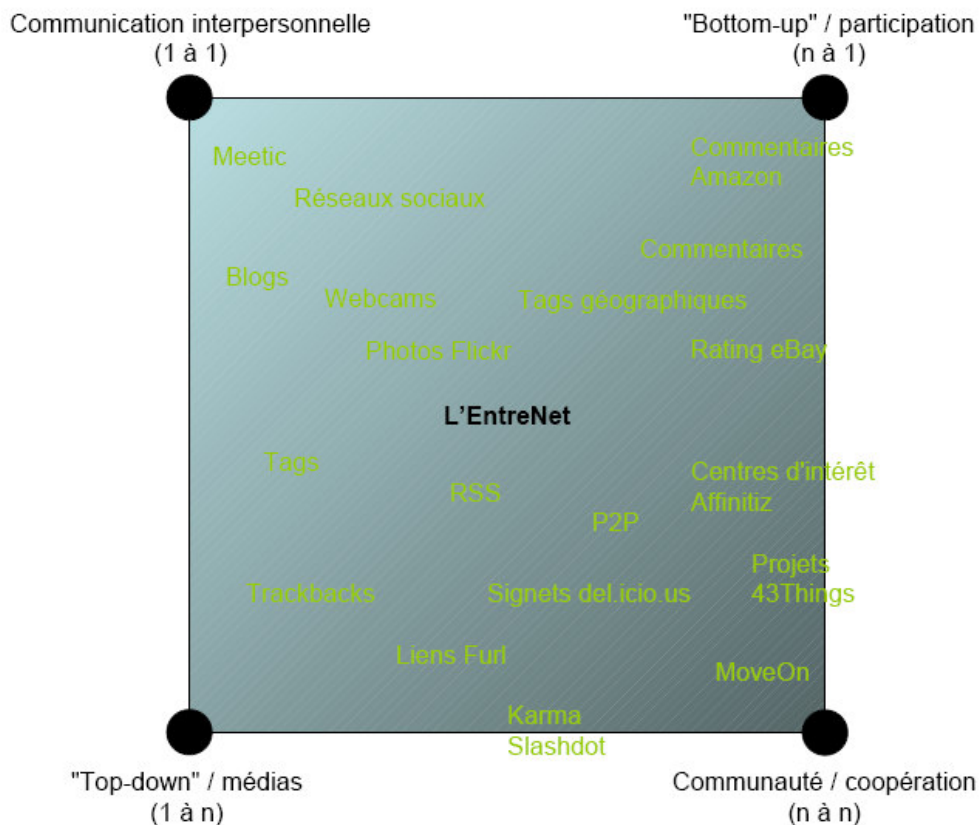 Communication interpersonnelle
(1 à 1)
"Bottom-up" / participation
(n à 1)
Meetic
Commentaires
Amazon
Réseaux sociaux
Commentaires
Blogs
Webcams
Tags géographiques
Photos Flickr
Rating eBay
L'EntreNet
Tags
RSS
Centres d'intérêt
Affinitiz
P2P
Projets
43Things
Trackbacks
Signets del.icio.us
Liens Furl
MoveOn
Karma
Slashdot
"Top-down" / médias
(1 à n)
Communauté / coopération
(n à n)